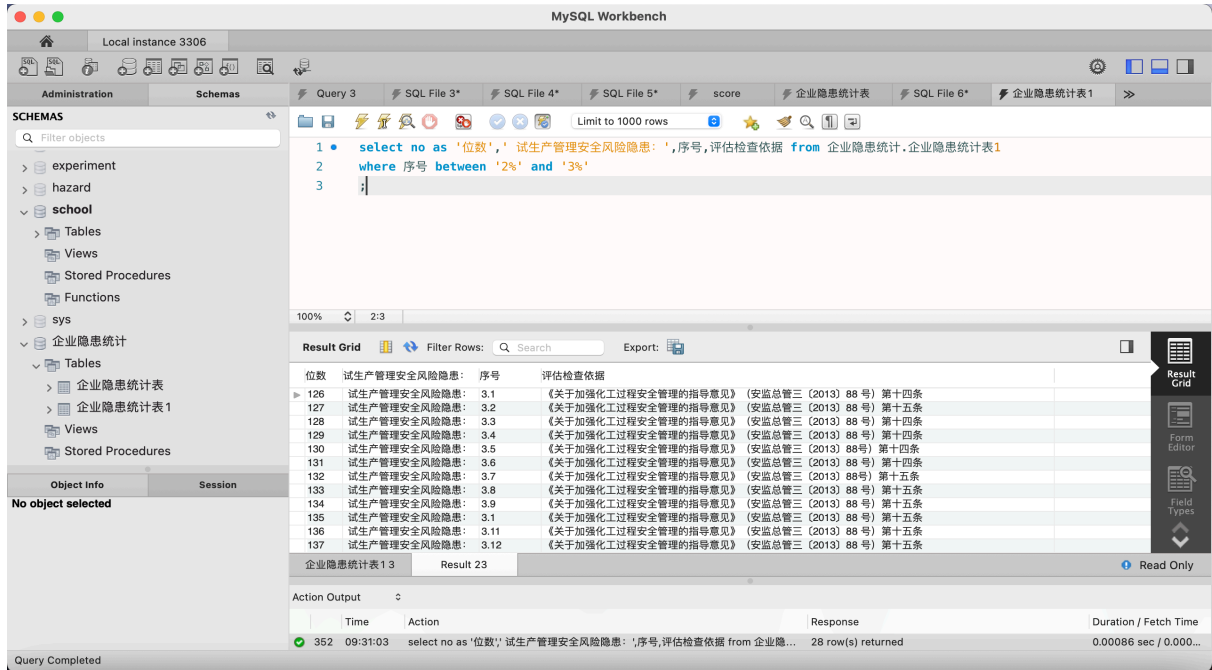 MySQL Workbench
Local instance 3306
Administration Schemas
Query 3 SQL File 3* SQL File 4* SQL File 5* score 企业隐患统计表 SQL File 6* 企业隐患统计表1
SCHEMAS
Filter objects
Limit to 1000 rows
experiment
hazard
school
Tables
Views
Stored Procedures
Functions
sys
企业隐患统计
Tables
企业隐患统计表
企业隐患统计表1
Views
Stored Procedures
Object Info Session
No object selected
1 select no as '位数',' 试生产管理安全风险隐患：',序号,评估检查依据 from 企业隐患统计.企业隐患统计表1
2 where 序号 between '2%' and '3%'
3 ;
100% 2:3
Result Grid Filter Rows: Search Export:
位数 试生产管理安全风险隐患： 序号 评估检查依据
126 试生产管理安全风险隐患： 3.1 《关于加强化工过程安全管理的指导意见》（安监总管三〔2013〕88 号）第十四条
127 试生产管理安全风险隐患： 3.2 《关于加强化工过程安全管理的指导意见》（安监总管三〔2013〕88 号）第十五条
128 试生产管理安全风险隐患： 3.3 《关于加强化工过程安全管理的指导意见》（安监总管三〔2013〕88 号）第十四条
129 试生产管理安全风险隐患： 3.4 《关于加强化工过程安全管理的指导意见》（安监总管三〔2013〕88 号）第十四条
130 试生产管理安全风险隐患： 3.5 《关于加强化工过程安全管理的指导意见》（安监总管三〔2013〕88号）第十四条
131 试生产管理安全风险隐患： 3.6 《关于加强化工过程安全管理的指导意见》（安监总管三〔2013〕88 号）第十四条
132 试生产管理安全风险隐患： 3.7 《关于加强化工过程安全管理的指导意见》（安监总管三〔2013〕88号）第十五条
133 试生产管理安全风险隐患： 3.8 《关于加强化工过程安全管理的指导意见》（安监总管三〔2013〕88 号）第十五条
134 试生产管理安全风险隐患： 3.9 《关于加强化工过程安全管理的指导意见》（安监总管三〔2013〕88 号）第十五条
135 试生产管理安全风险隐患： 3.1 《关于加强化工过程安全管理的指导意见》（安监总管三〔2013〕88 号）第十五条
136 试生产管理安全风险隐患： 3.11 《关于加强化工过程安全管理的指导意见》（安监总管三〔2013〕88 号）第十五条
137 试生产管理安全风险隐患： 3.12 《关于加强化工过程安全管理的指导意见》（安监总管三〔2013〕88 号）第十五条
Result Grid
Form Editor
Field Types
企业隐患统计表1 3 Result 23 Read Only
Action Output
Time Action Response Duration / Fetch Time
352 09:31:03 select no as '位数',' 试生产管理安全风险隐患：',序号,评估检查依据 from 企业隐... 28 row(s) returned 0.00086 sec / 0.000...
Query Completed